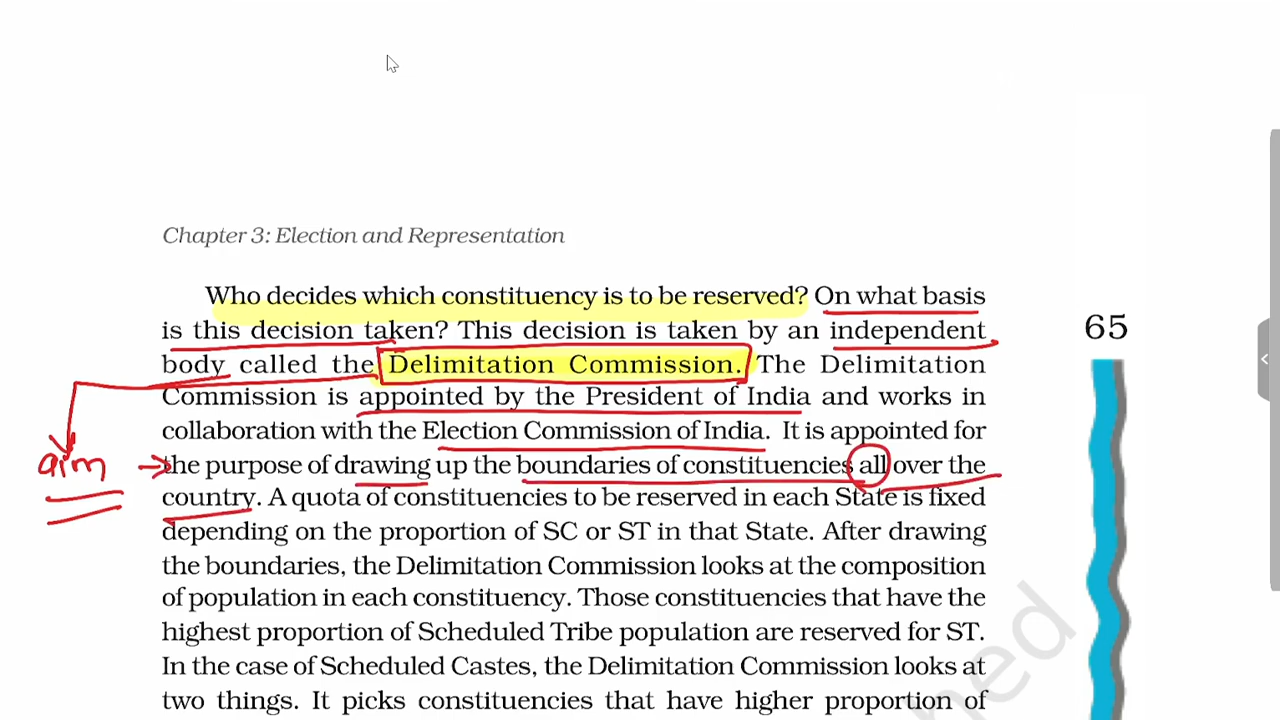 Chapter 3: Election and Representation
Who decides which constituency is to be reserved? On what basis
is this decision taken? This decision is taken by an independent
body called the Delimitation Commission. The Delimitation
Commission is appointed by the President of India and works in
collaboration with the Election Commission of India. It is appointed for
the purpose of drawing up the boundaries of constituencies all over the
country. A quota of constituencies to be reserved in each State is fixed
depending on the proportion of SC or ST in that State. After drawing
the boundaries, the Delimitation Commission looks at the composition
of population in each constituency. Those constituencies that have the
highest proportion of Scheduled Tribe population are reserved for ST.
In the case of Scheduled Castes, the Delimitation Commission looks at
two things. It picks constituencies that have higher proportion of
65
aim